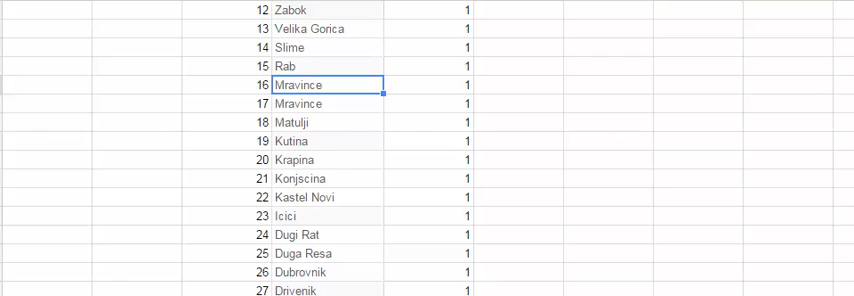 12 Zabok 1
13 Velika Gorica 1
14 Slime 1
15 Rab 1
16 Mravince 1
17 Mravince 1
18 Matulji 1
19 Kutina 1
20 Krapina 1
21 Konjscina 1
22 Kastel Novi 1
23 Icici 1
24 Dugi Rat 1
25 Duga Resa 1
26 Dubrovnik 1
27 Drivenik 1